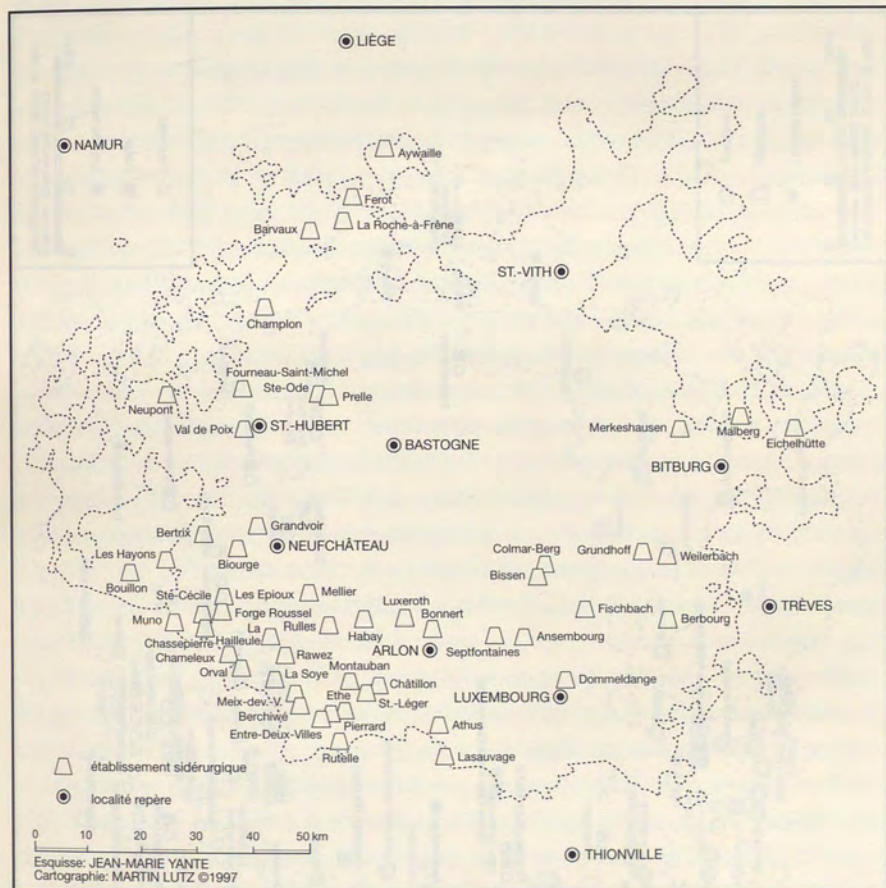 LIÈGE
NAMUR
Aywaille
Ferot
La Roche-à-Frêne
Barvaux
ST.-VITH
Champlon
Fourneau-Saint-Michel
Ste-Ode
Prelle
Neupont
Val de Poix
ST.-HUBERT
BASTOGNE
Merkeshausen
Malberg
Eichelhütte
BITBURG
Bertrix
Grandvoir
NEUFCHÂTEAU
Les Hayons
Biourge
Bouillon
Colmar-Berg
Grundhoff
Weilerbach
Bissen
Sté-Cécile
Les Epioux
Mellier
Muno
Forge Roussel
Luxeroth
Fischbach
TRÈVES
Chassepierre
Hailleule
La Rulles
Habay
Bonnert
Berbourg
Chameleux
Rawez
ARLON
Septfontaines
Ansembourg
Orval
La Soye
Montauban
Châtillon
Dommeldange
Meix-dev.-V.
Ethe
St.-Léger
LUXEMBOURG
Berchiwé
Pierrard
Athus
Entre-Deux-Villes
Rutelle
Lasauvage
établissement sidérurgique
localité repère
0 10 20 30 40 50 km
Esquisse: JEAN-MARIE YANTE
Cartographie: MARTIN LUTZ ©1997
THIONVILLE